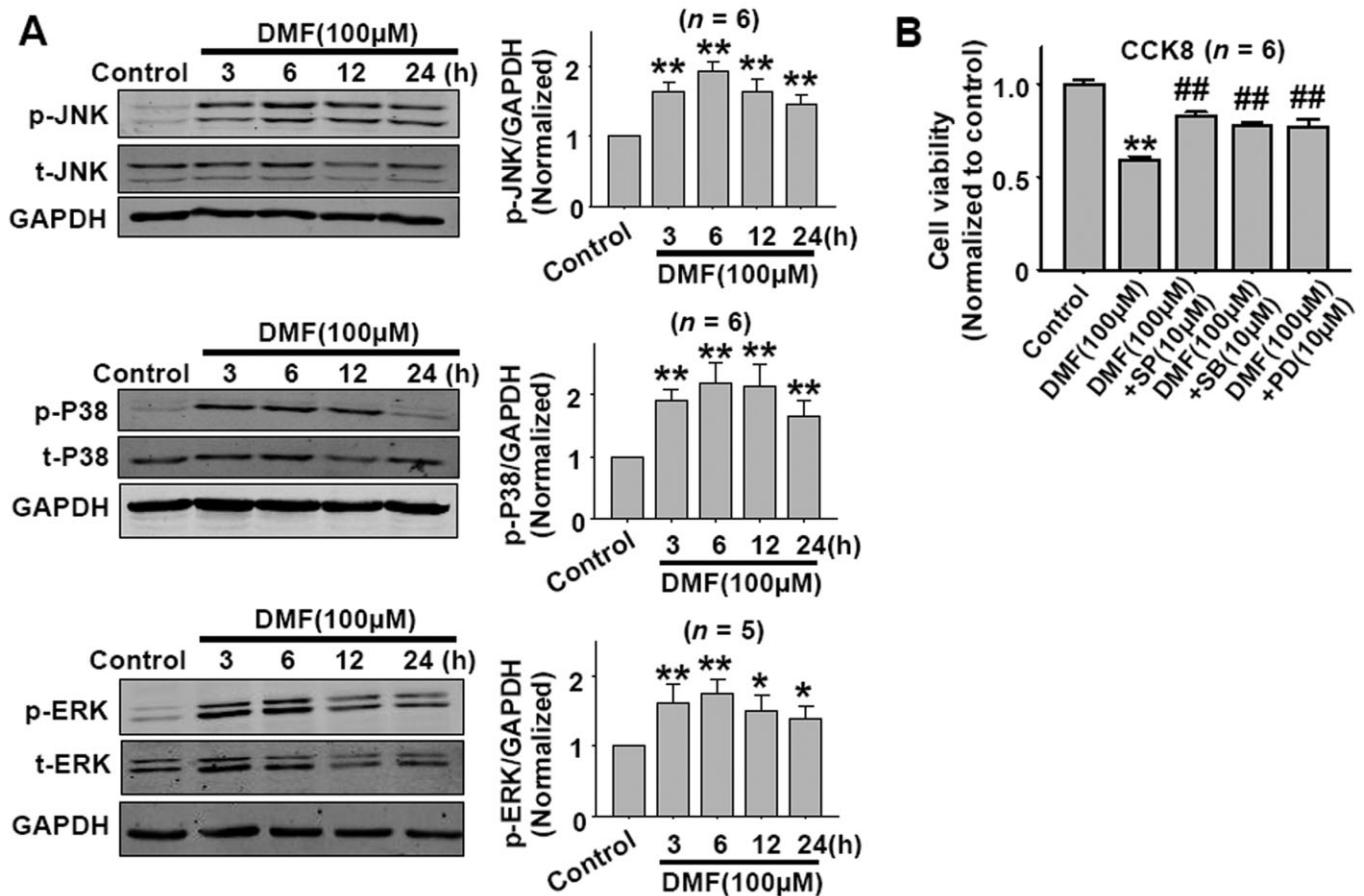 A
DMF(100µM)
Control 3 6 12 24 (h)
p-JNK
t-JNK
GAPDH
(n = 6)
p-JNK/GAPDH
(Normalized)
2
1
0
** ** ** **
Control 3 6 12 24(h)
DMF(100µM)
DMF(100µM)
Control 3 6 12 24 (h)
p-P38
t-P38
GAPDH
(n = 6)
p-P38/GAPDH
(Normalized)
2
1
0
** ** ** **
Control 3 6 12 24(h)
DMF(100µM)
DMF(100µM)
Control 3 6 12 24 (h)
p-ERK
t-ERK
GAPDH
(n = 5)
p-ERK/GAPDH
(Normalized)
2
1
0
** ** * *
Control 3 6 12 24(h)
DMF(100µM)
B
CCK8 (n = 6)
Cell viability
(Normalized to control)
1.0
0.5
0
** ## ## ##
Control
DMF(100µM)
DMF(100µM)
+SP(10µM)
DMF(100µM)
+SB(10µM)
DMF(100µM)
+PD(10µM)